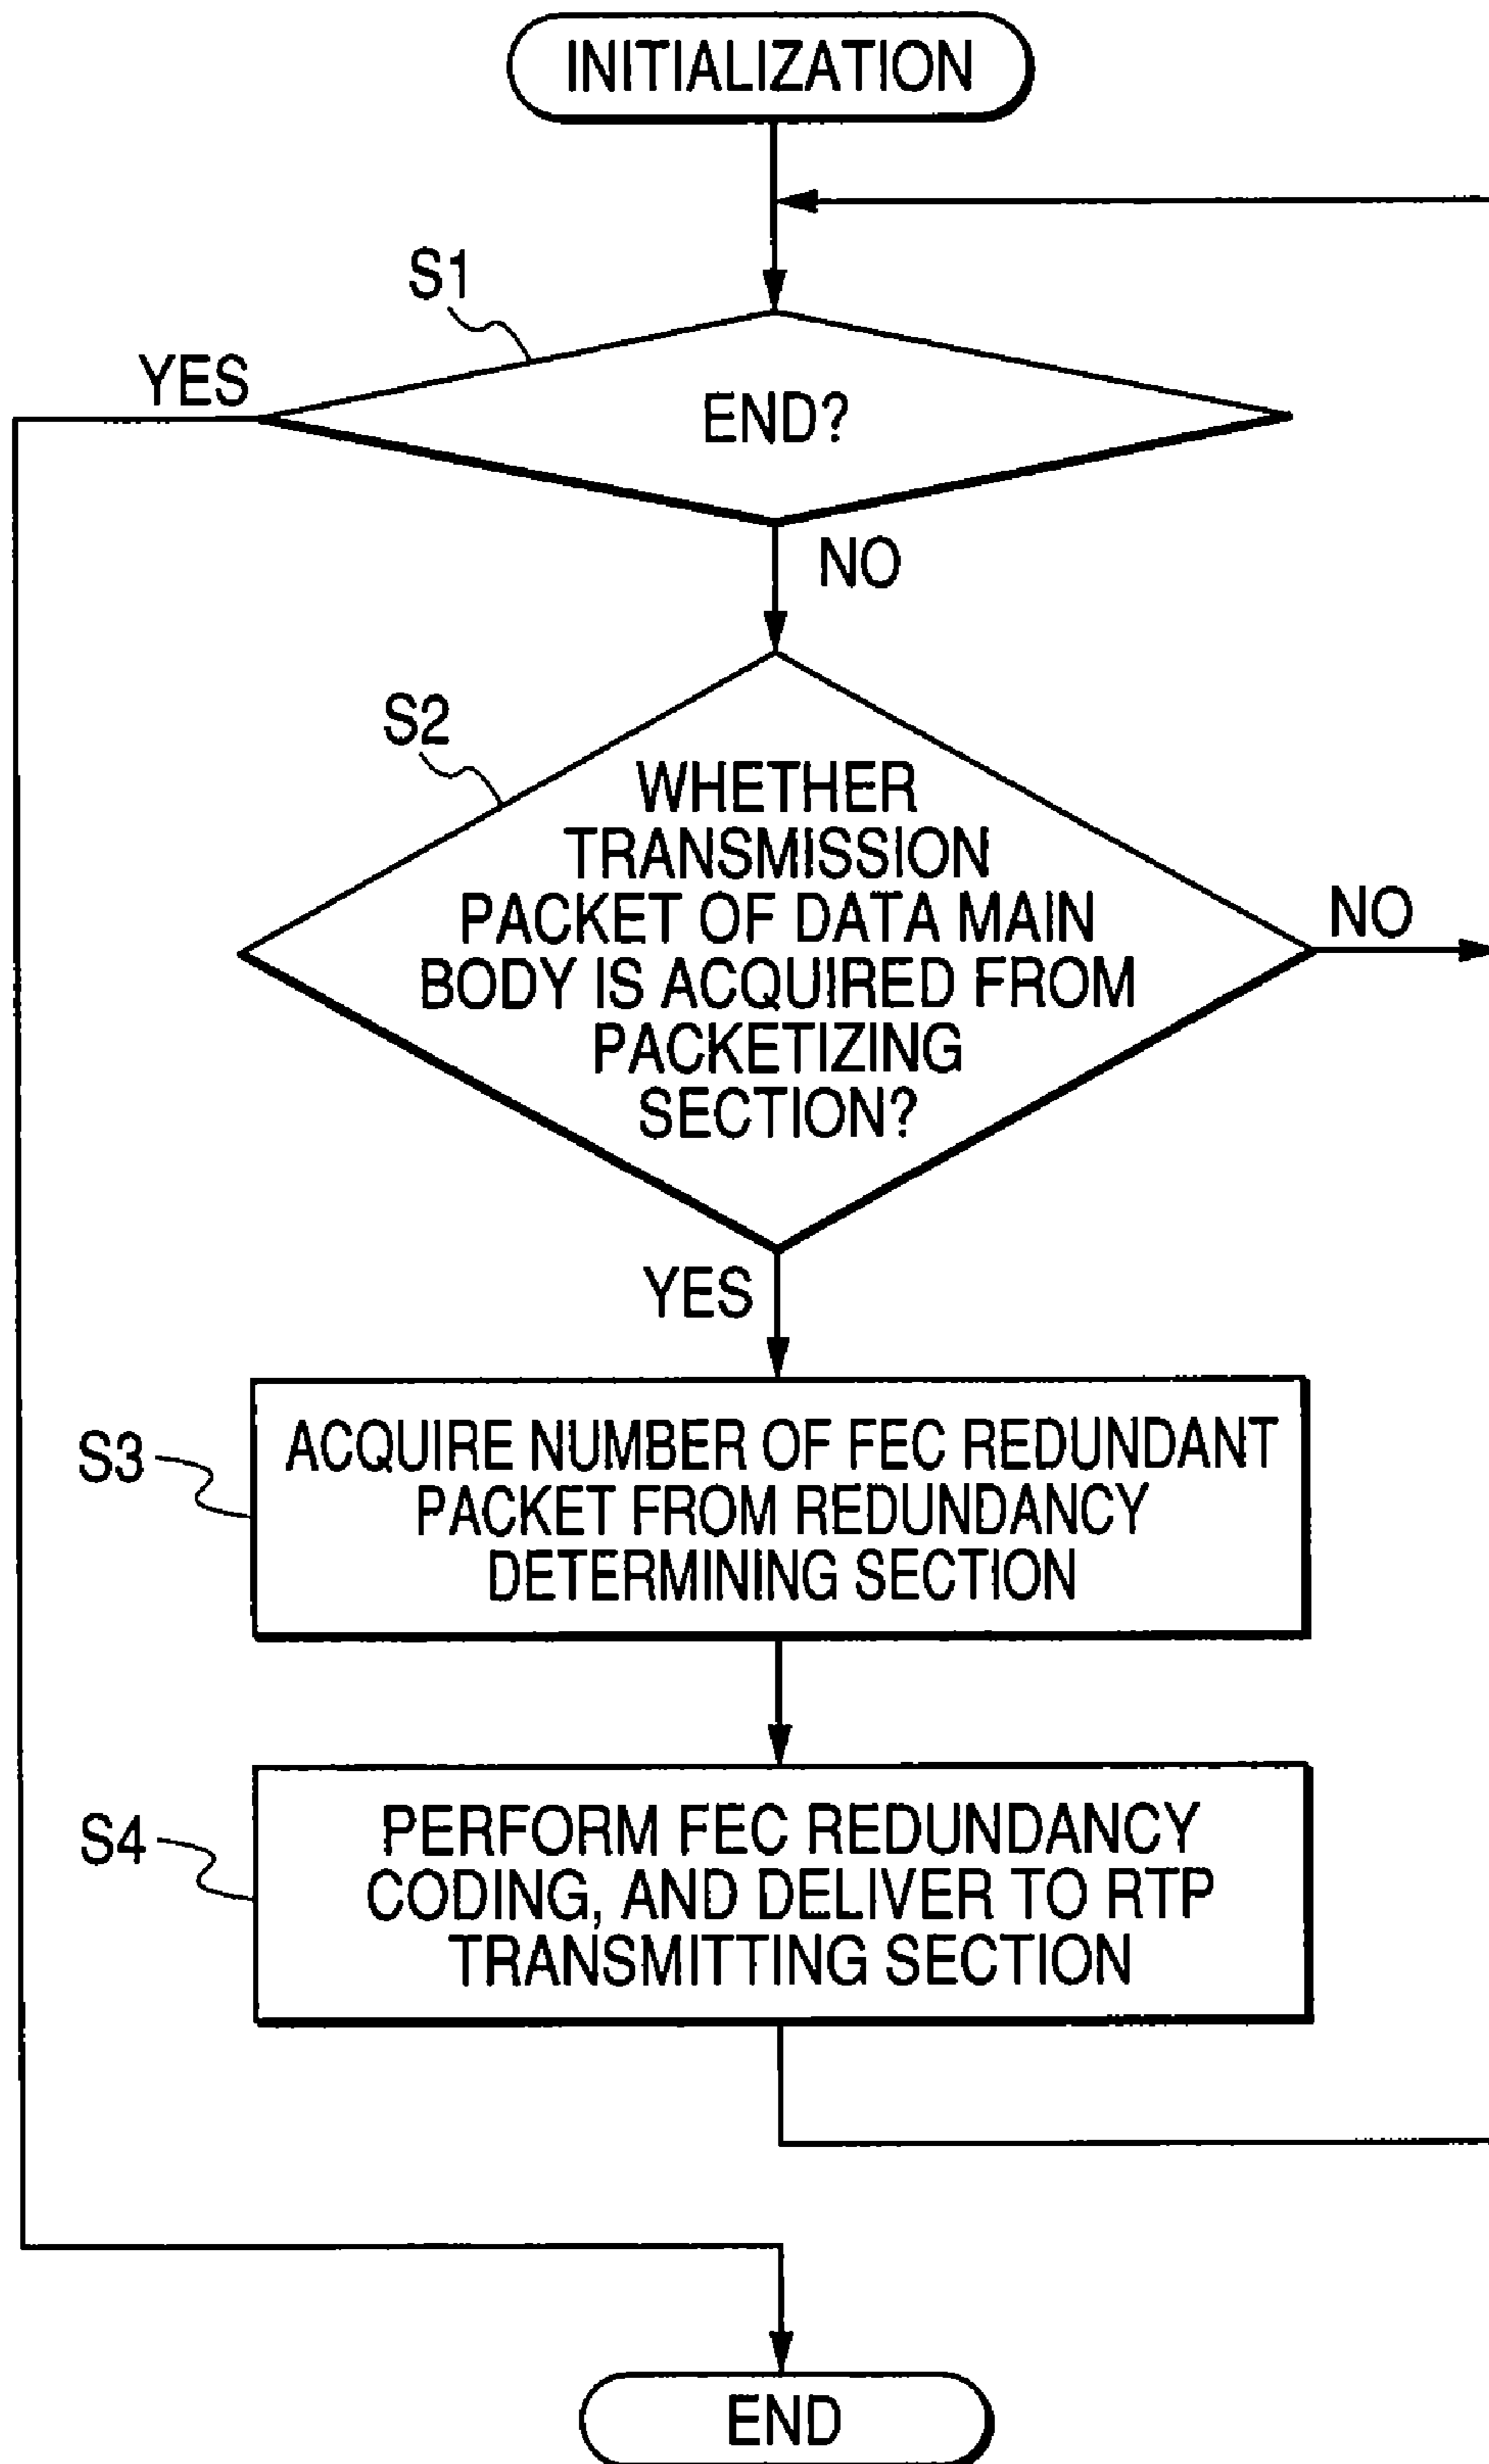 INITIALIZATION
S1
YES
END?
NO
S2
WHETHER
TRANSMISSION
PACKET OF DATA MAIN
BODY IS ACQUIRED FROM
PACKETIZING
SECTION?
NO
YES
S3
ACQUIRE NUMBER OF FEC REDUNDANT
PACKET FROM REDUNDANCY
DETERMINING SECTION
S4
PERFORM FEC REDUNDANCY
CODING, AND DELIVER TO RTP
TRANSMITTING SECTION
END